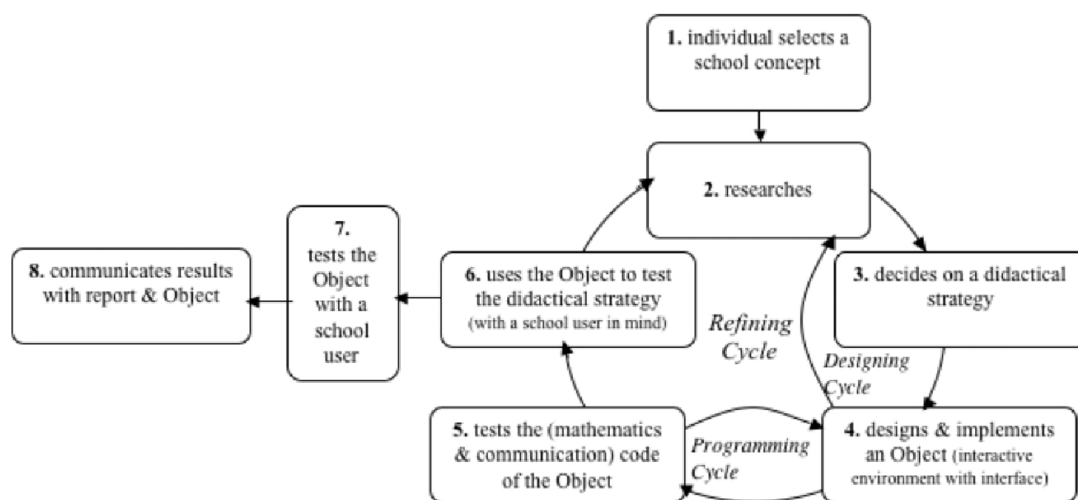 1. individual selects a
school concept
2. researches
3. decides on a didactical
strategy
4. designs & implements
an Object (interactive
environment with interface)
5. tests the (mathematics
& communication) code
of the Object
6. uses the Object to test
the didactical strategy
(with a school user in mind)
7.
tests the
Object
with a
school
user
8. communicates results
with report & Object
Refining
Cycle
Designing
Cycle
Programming
Cycle